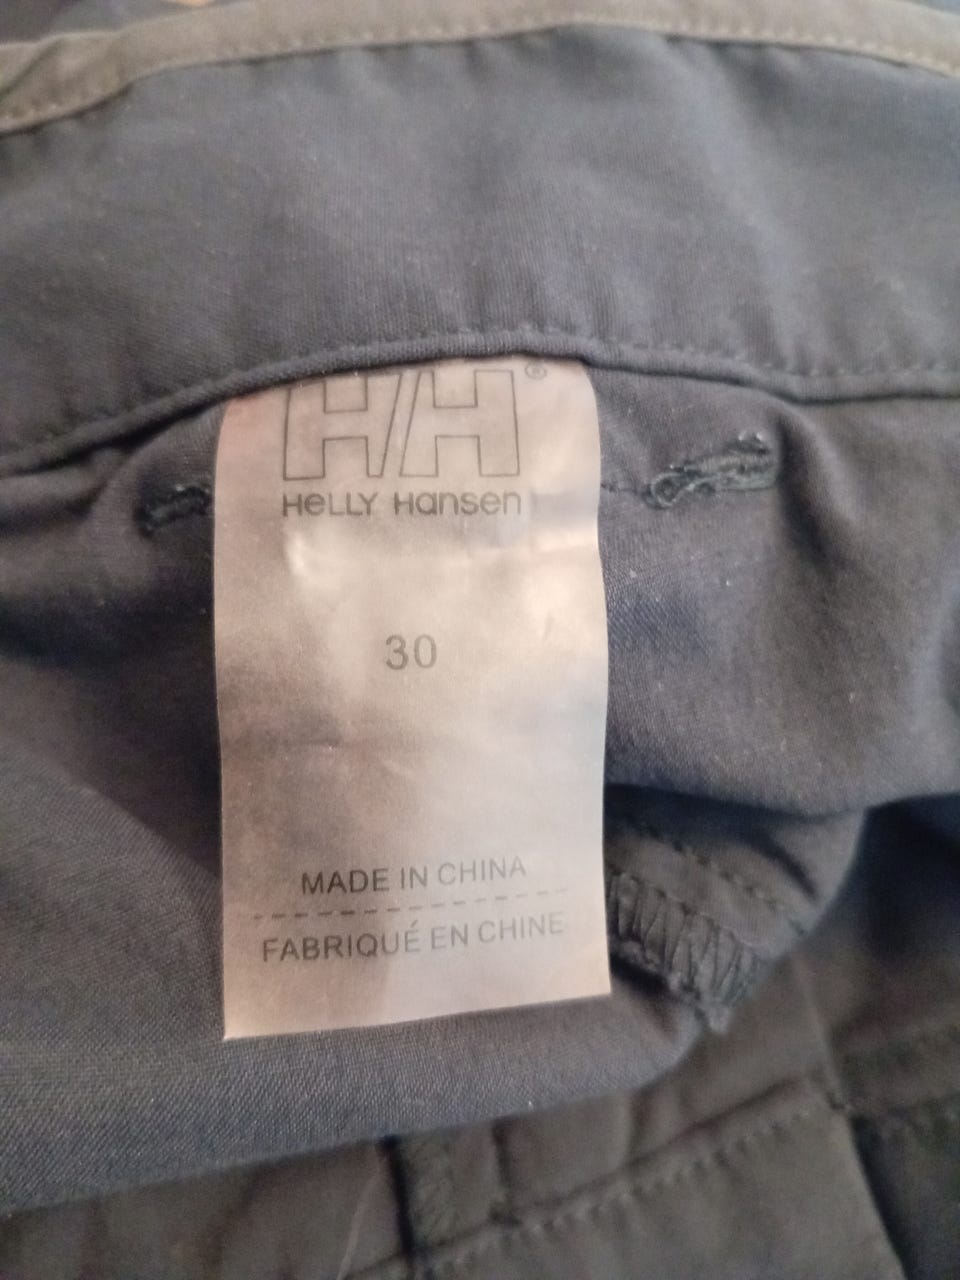 HH®
HELLY HANSEN
30
MADE IN CHINA
FABRIQUÉ EN CHINE